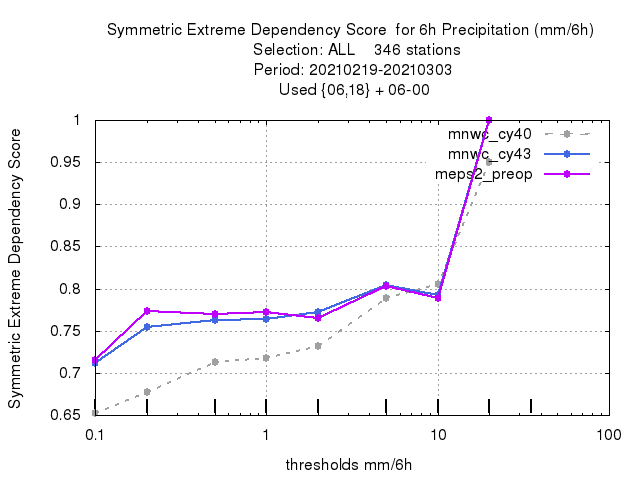 Symmetric Extreme Dependency Score  for 6h Precipitation (mm/6h)
Selection: ALL    346 stations
Period: 20210219-20210303
Used {06,18} + 06-00
mnwc_cy40
mnwc_cy43
meps2_preop
Symmetric Extreme Dependency Score
1
0.95
0.9
0.85
0.8
0.75
0.7
0.65
0.1
1
10
100
thresholds mm/6h